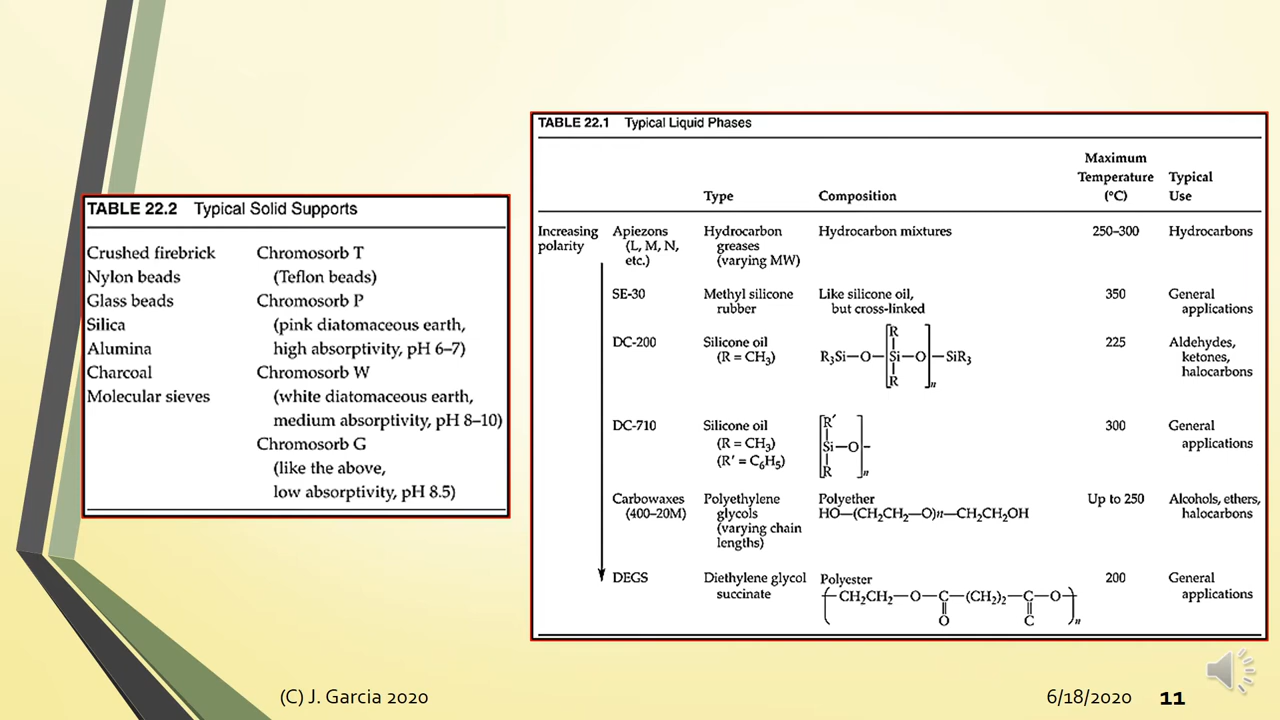 TABLE 22.2 Typical Solid Supports
Crushed firebrick
Nylon beads
Glass beads
Silica
Alumina
Charcoal
Molecular sieves
Chromosorb T
(Teflon beads)
Chromosorb P
(pink diatomaceous earth,
high absorptivity, pH 6–7)
Chromosorb W
(white diatomaceous earth,
medium absorptivity, pH 8–10)
Chromosorb G
(like the above,
low absorptivity, pH 8.5)
TABLE 22.1 Typical Liquid Phases
Type Composition Maximum Temperature (°C) Typical Use
Increasing polarity
Apiezons (L, M, N, etc.) Hydrocarbon greases (varying MW) Hydrocarbon mixtures 250–300 Hydrocarbons
SE-30 Methyl silicone rubber Like silicone oil, but cross-linked 350 General applications
DC-200 Silicone oil (R = CH₃) R₃Si—O—[Si(R)(R)—O]n—SiR₃ 225 Aldehydes, ketones, halocarbons
DC-710 Silicone oil (R = CH₃) (R′ = C₆H₅) [Si(R′)(R)—O]n 300 General applications
Carbowaxes (400–20M) Polyethylene glycols (varying chain lengths) Polyether HO—(CH₂CH₂—O)n—CH₂CH₂OH Up to 250 Alcohols, ethers, halocarbons
DEGS Diethylene glycol succinate Polyester (CH₂CH₂—O—C(=O)—(CH₂)₂—C(=C)—O)n 200 General applications
(C) J. Garcia 2020
6/18/2020 11